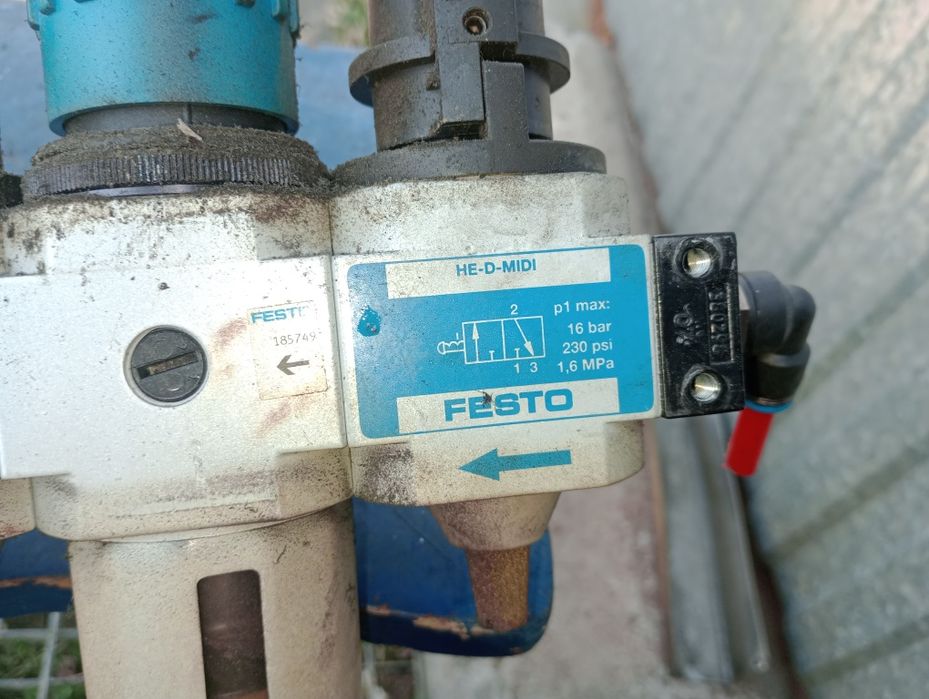 HE-D-MIDI
2
p1 max:
16 bar
230 psi
1 3
1,6 MPa
FESTO
FESTO
185749